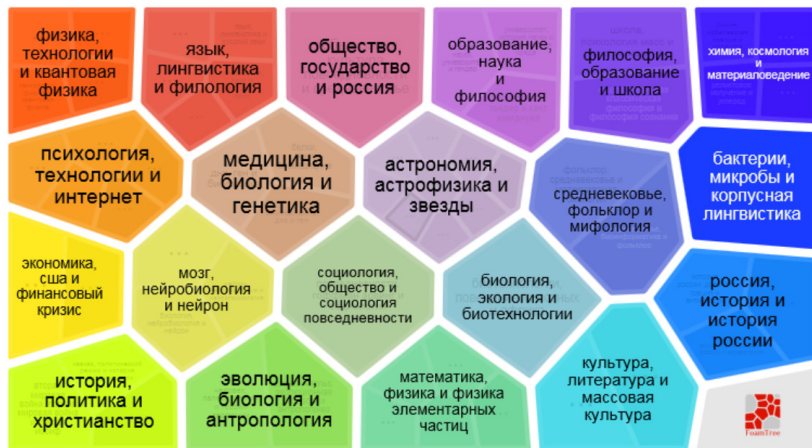 физика,
технологии
и квантовая
физика
язык,
лингвистика
и филология
общество,
государство
и россия
образование,
наука
и
философия
философия,
образование
и школа
химия, космология
и
материаловедение
психология,
технологии и
интернет
медицина,
биология и
генетика
астрономия,
астрофизика и
звезды
средневековье,
фольклор и
мифология
бактерии,
микробы и
корпусная
лингвистика
экономика,
сша и
финансовый
кризис
мозг,
нейробиология
и нейрон
социология,
общество и
социология
повседневности
биология,
экология и
биотехнологии
россия,
история и
история
россии
история,
политика и
христианство
эволюция,
биология и
антропология
математика,
физика и физика
элементарных
частиц
культура,
литература и
массовая
культура
FoamTree